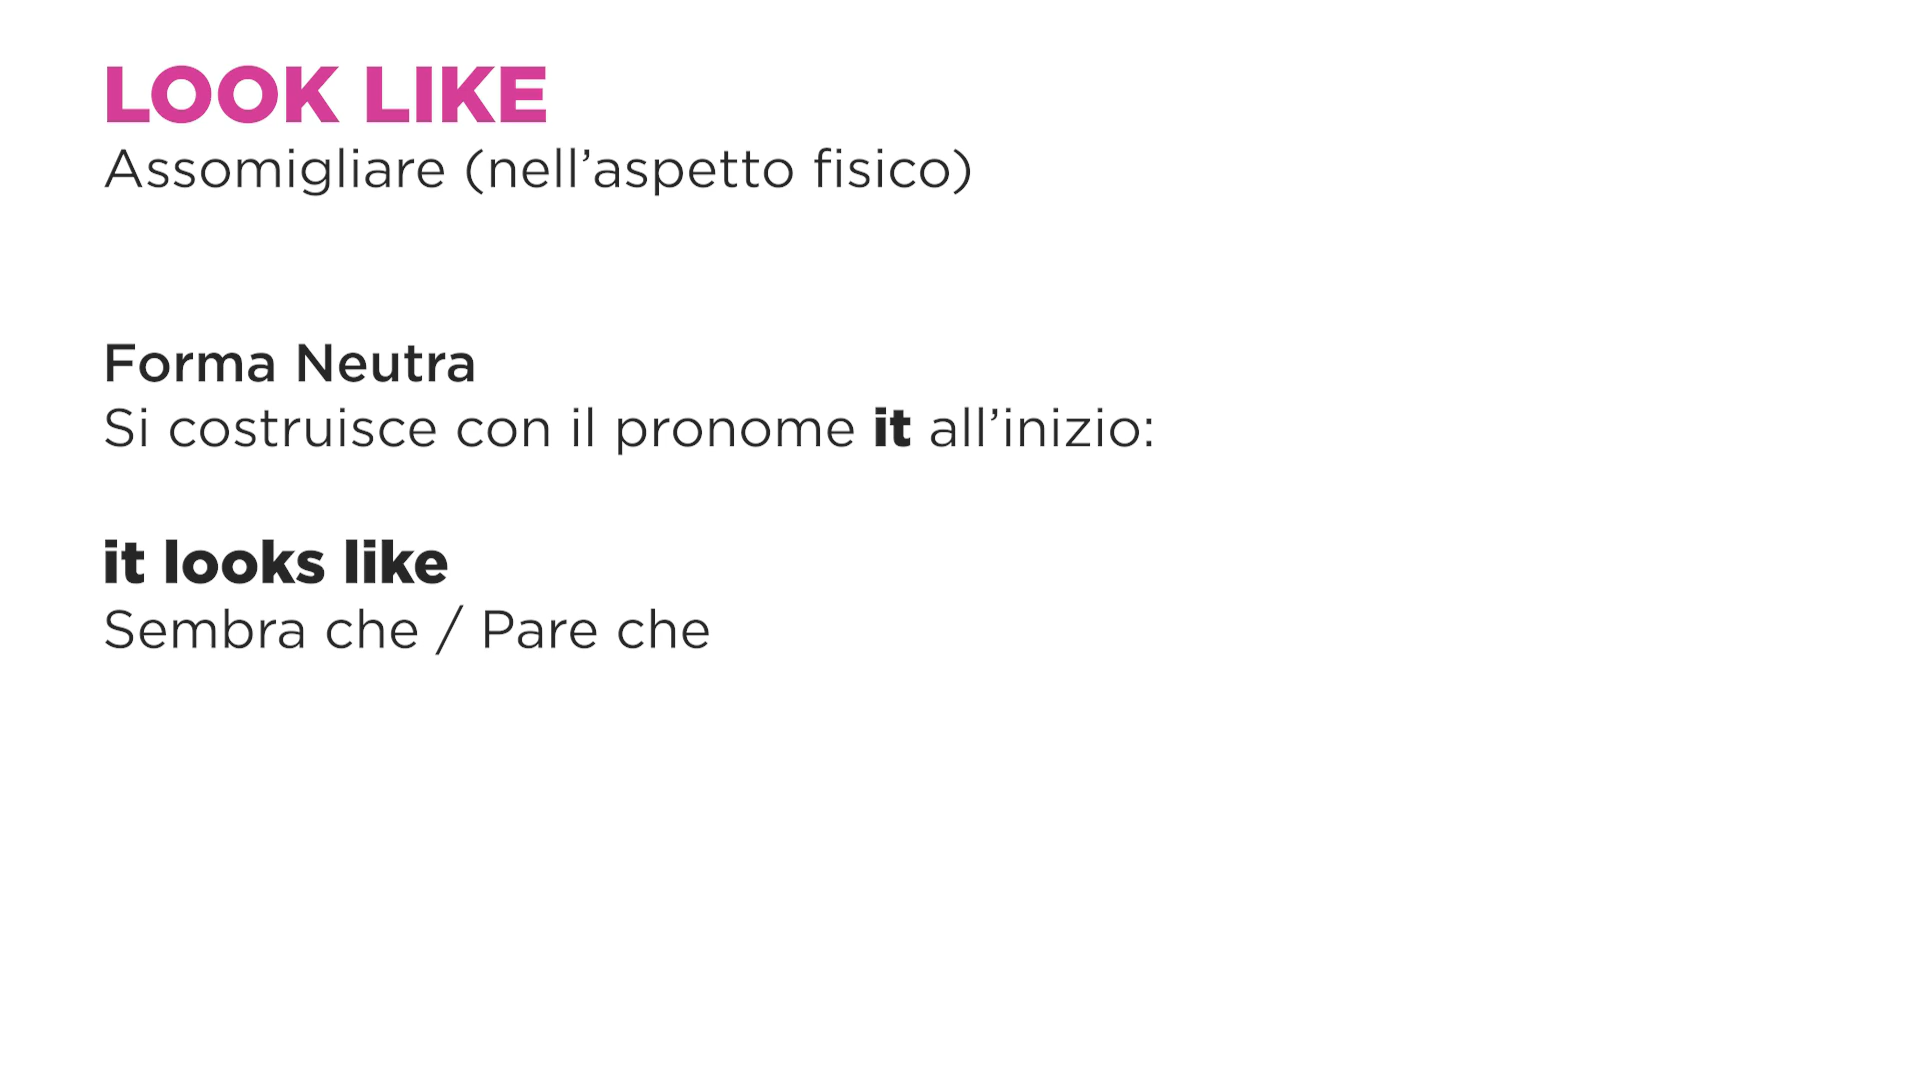 LOOK LIKE
Assomigliare (nell’aspetto fisico)
Forma Neutra
Si costruisce con il pronome it all’inizio:
it looks like
Sembra che / Pare che